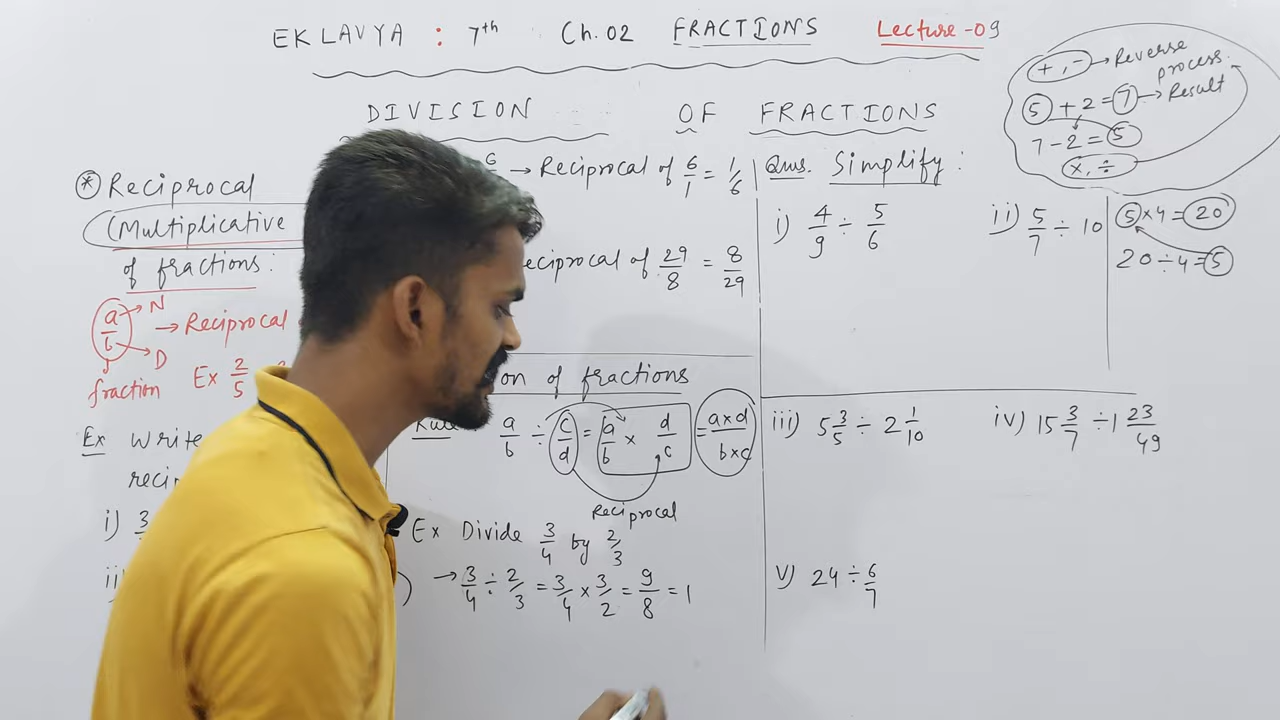 EKLAVYA : 7th Ch. 02 FRACTIONS Lecture-09
DIVISION OF FRACTIONS
+, - → Reverse process.
5 + 2 = 7 → Result
7 - 2 = 5
×, ÷
5 × 4 = 20
20 ÷ 4 = 5
* Reciprocal
(Multiplicative
of fractions:
a/b → N
→ D
fraction
→ Reciprocal
Ex 2/5
Ex Write
i) 3
6 → Reciprocal of 6/1 = 1/6
eciprocal of 29/8 = 8/29
on of fractions
a/b ÷ c/d = a/b × d/c = a×d/b×c
Reciprocal
Ex Divide 3/4 by 2/3
→ 3/4 ÷ 2/3 = 3/4 × 3/2 = 9/8 = 1
Qus. Simplify :
i) 4/9 ÷ 5/6
ii) 5/7 ÷ 10
iii) 5 3/5 ÷ 2 1/10
iv) 15 3/7 ÷ 1 23/49
v) 24 ÷ 6/7